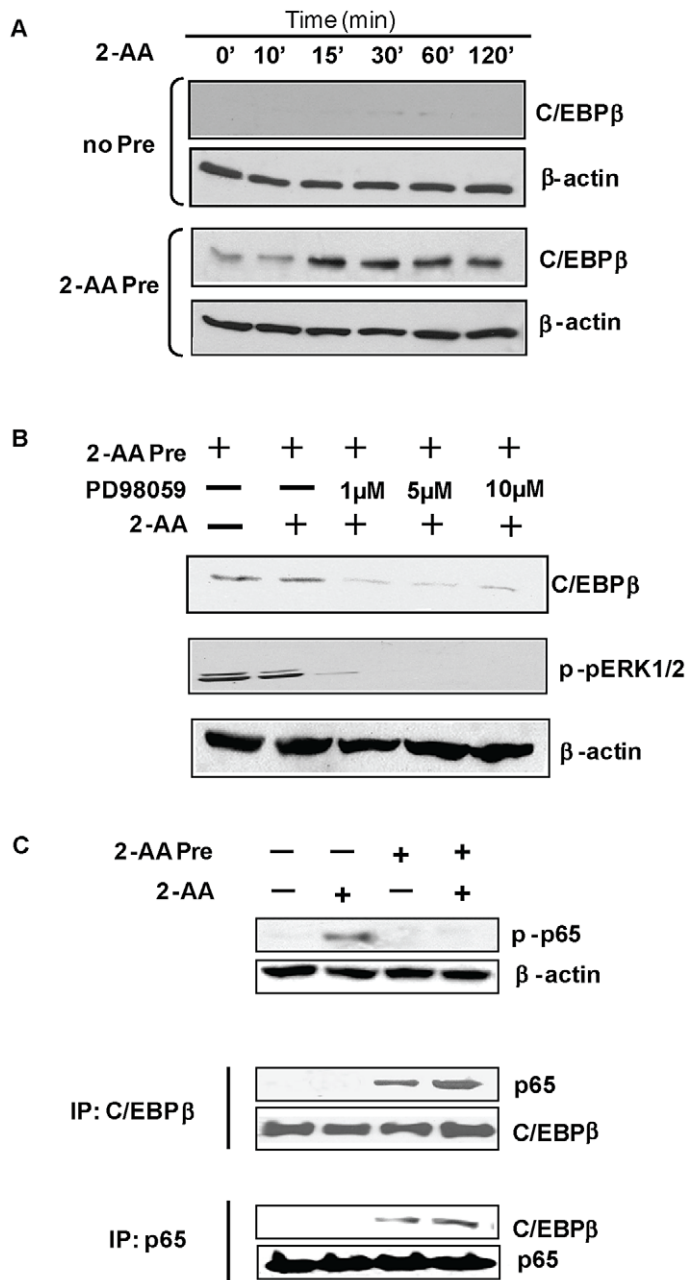 A
Time (min)
2-AA 0’ 10’ 15’ 30’ 60’ 120’
no Pre
C/EBPβ
β-actin
2-AA Pre
C/EBPβ
β-actin
B
2-AA Pre + + + + +
PD98059 — — 1µM 5µM 10µM
2-AA — + + + +
C/EBPβ
p-pERK1/2
β-actin
C
2-AA Pre — — + +
2-AA — + — +
p-p65
β-actin
IP: C/EBPβ
p65
C/EBPβ
IP: p65
C/EBPβ
p65